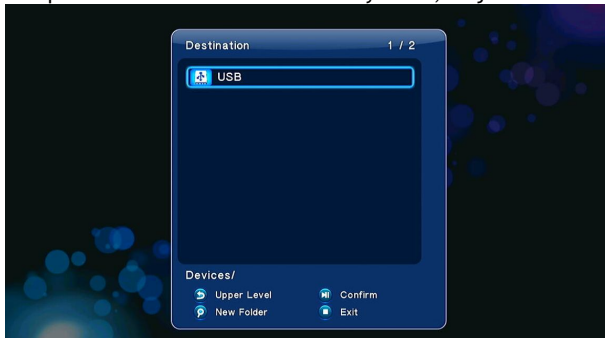 Destination 1 / 2
USB
Devices/
Upper Level Confirm
New Folder Exit